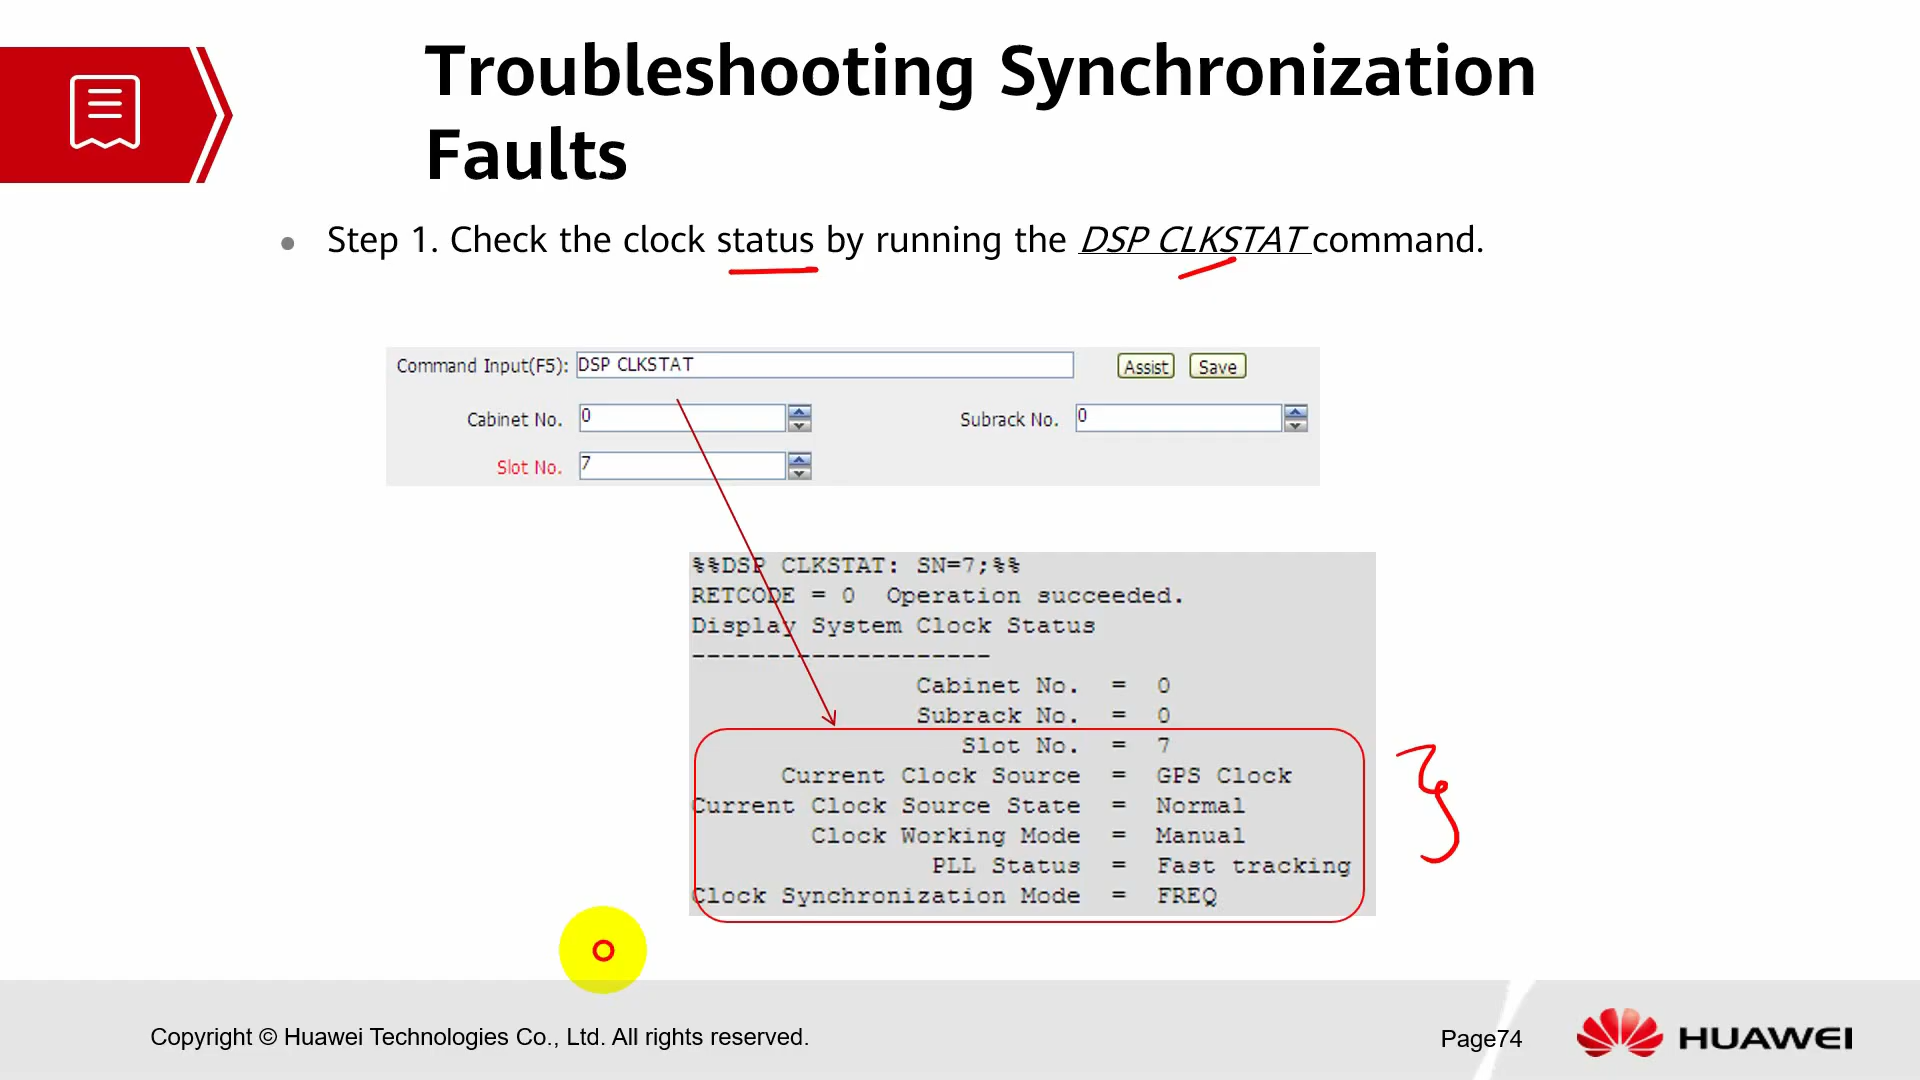 Troubleshooting Synchronization
Faults
Step 1. Check the clock status by running the DSP CLKSTAT command.
Command Input(F5): DSP CLKSTAT Assist Save
Cabinet No. 0 Subrack No. 0
Slot No. 7
%%DSP CLKSTAT: SN=7;%%
RETCODE = 0 Operation succeeded.
Display System Clock Status
--------------------
Cabinet No. = 0
Subrack No. = 0
Slot No. = 7
Current Clock Source = GPS Clock
Current Clock Source State = Normal
Clock Working Mode = Manual
PLL Status = Fast tracking
Clock Synchronization Mode = FREQ
Copyright © Huawei Technologies Co., Ltd. All rights reserved.
Page74
HUAWEI